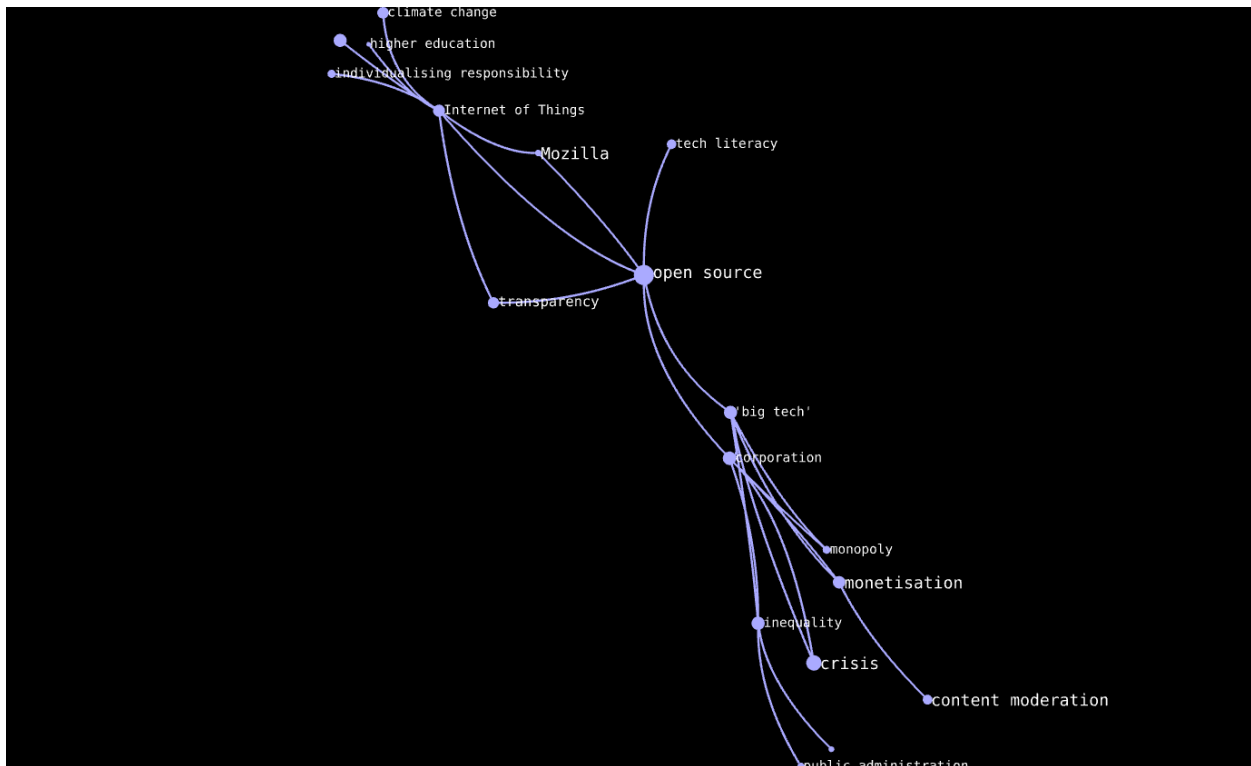 climate change
higher education
individualising responsibility
Internet of Things
tech literacy
Mozilla
open source
transparency
'big tech'
corporation
monopoly
monetisation
inequality
crisis
content moderation
public administration